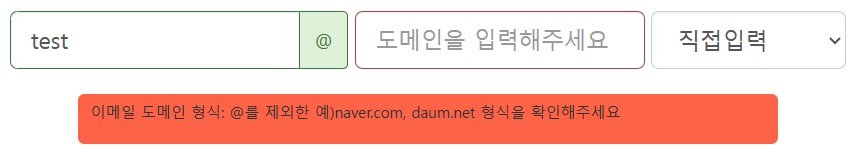 test @ 도메인을 입력해주세요 직접입력
이메일 도메인 형식: @를 제외한 예)naver.com, daum.net 형식을 확인해주세요